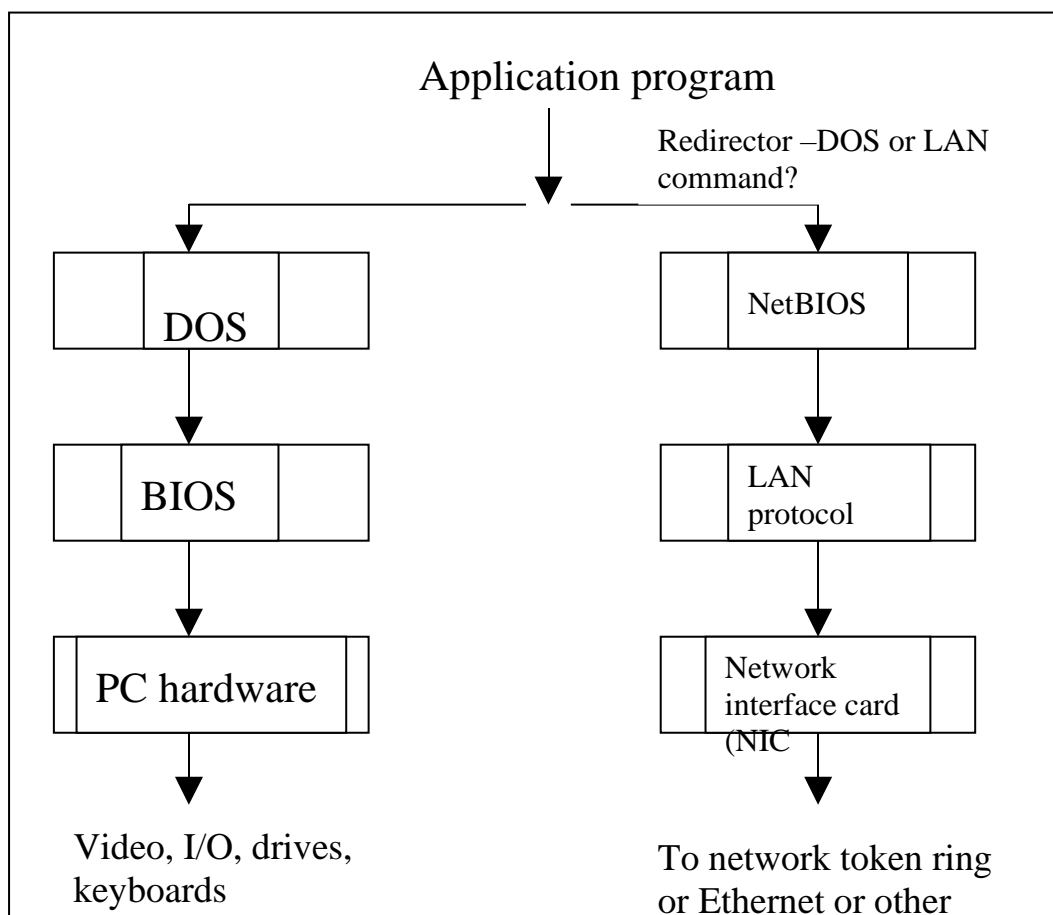 Application program
Redirector –DOS or LAN
command?
DOS
NetBIOS
BIOS
LAN
protocol
PC hardware
Network
interface card
(NIC
Video, I/O, drives,
keyboards
To network token ring
or Ethernet or other